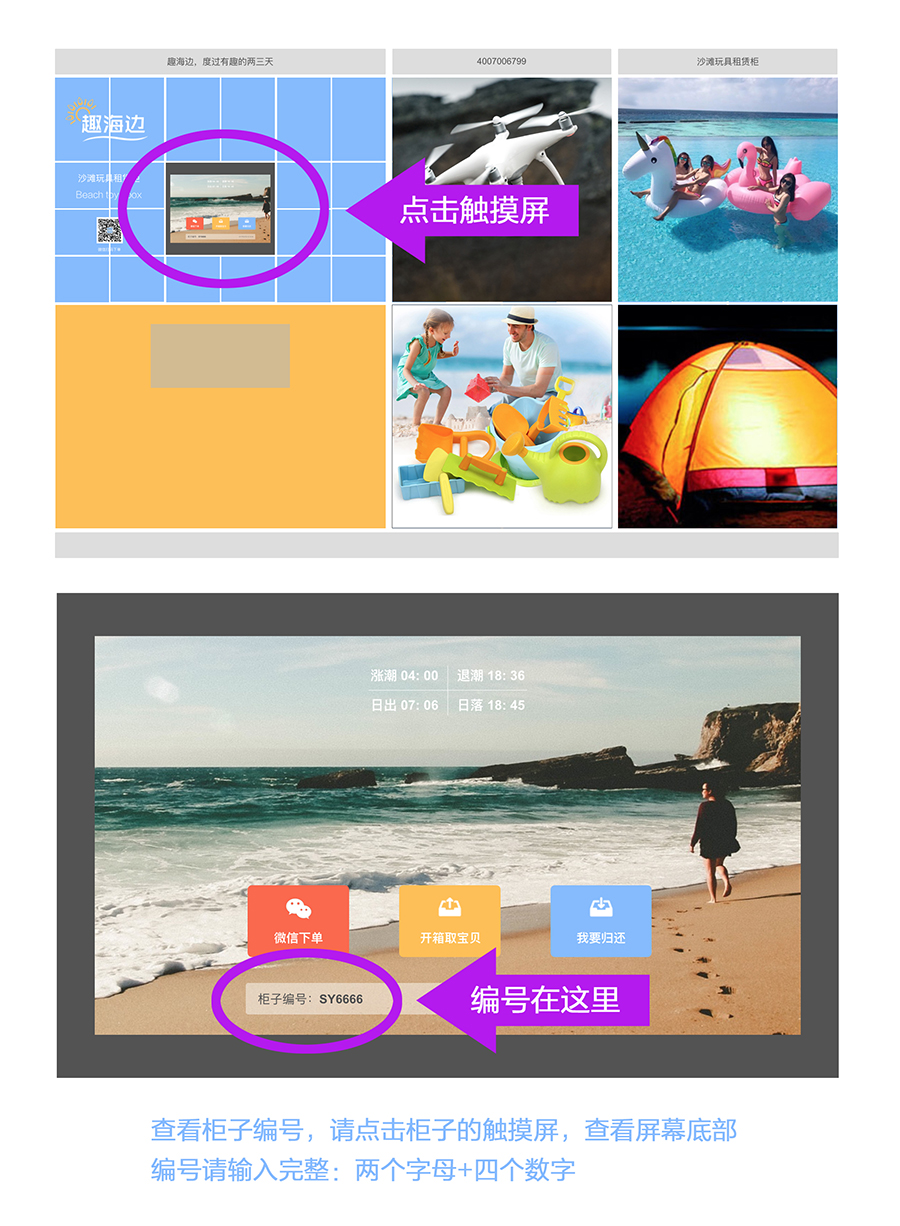 趣海边，度过有趣的两三天
4007006799
沙滩玩具租赁柜
趣海边
沙滩玩具租
Beach toy box
点击触摸屏
涨潮 04: 00
退潮 18: 36
日出 07: 06
日落 18: 45
微信下单
开箱取宝贝
我要归还
柜子编号：SY6666
编号在这里
查看柜子编号，请点击柜子的触摸屏，查看屏幕底部
编号请输入完整：两个字母+四个数字